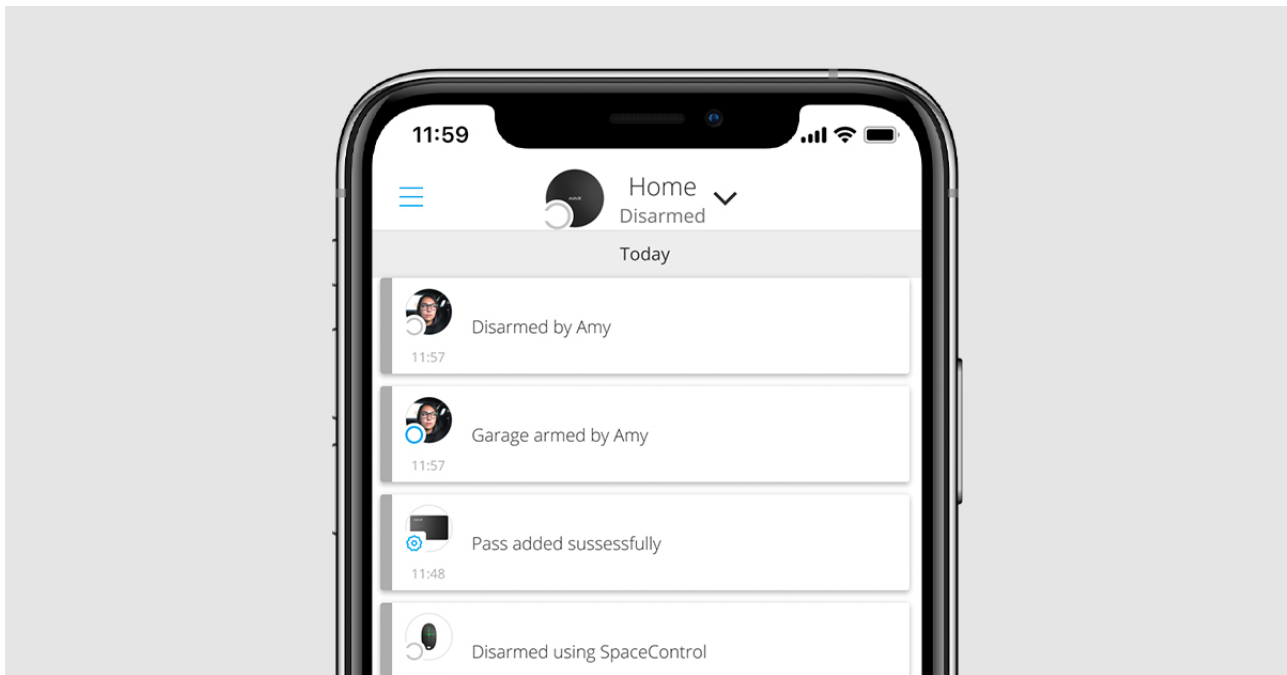 11:59
Home
Disarmed
Today
Disarmed by Amy
11:57
Garage armed by Amy
11:57
Pass added sussessfully
11:48
Disarmed using SpaceControl